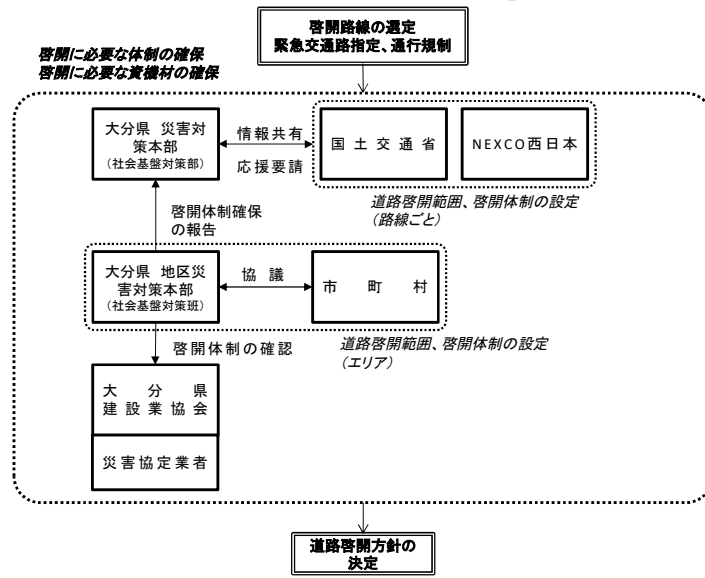 啓開路線の選定
緊急交通路指定、通行規制
啓開に必要な体制の確保
啓開に必要な資機材の確保
大分県 災害対
策本部
（社会基盤対策部）
情報共有
応援要請
国土交通省
NEXCO西日本
道路啓開範囲、啓開体制の設定
（路線ごと）
啓開体制確保
の報告
大分県 地区災
害対策本部
（社会基盤対策班）
協議
市町村
道路啓開範囲、啓開体制の設定
（エリア）
啓開体制の確認
大分県
建設業協会
災害協定業者
道路啓開方針の
決定